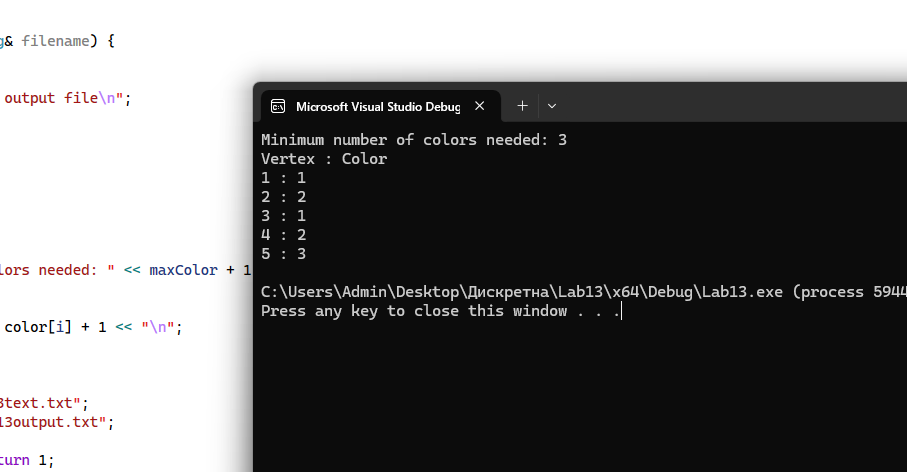 & filename) {
output file\n";
Microsoft Visual Studio Debug
Minimum number of colors needed: 3
Vertex : Color
1 : 1
2 : 2
3 : 1
4 : 2
5 : 3
needed: " << maxColor + 1
color[i] + 1 << "\n";
C:\Users\Admin\Desktop\Дискретна\Lab13\x64\Debug\Lab13.exe (process 5944
Press any key to close this window . . .
3text.txt";
13output.txt";
1;